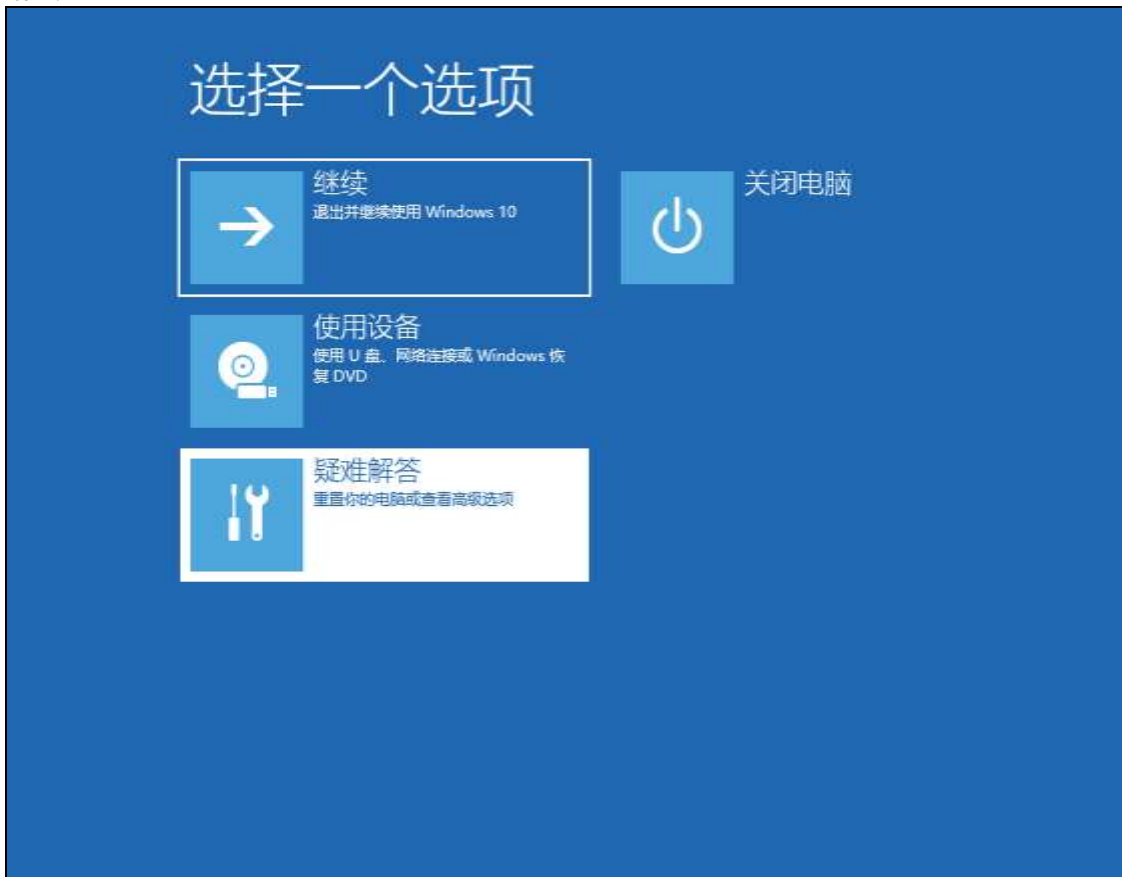 选择一个选项
继续
退出并继续使用 Windows 10
关闭电脑
使用设备
使用 U 盘、网络连接或 Windows 恢
复 DVD
疑难解答
重置你的电脑或查看高级选项